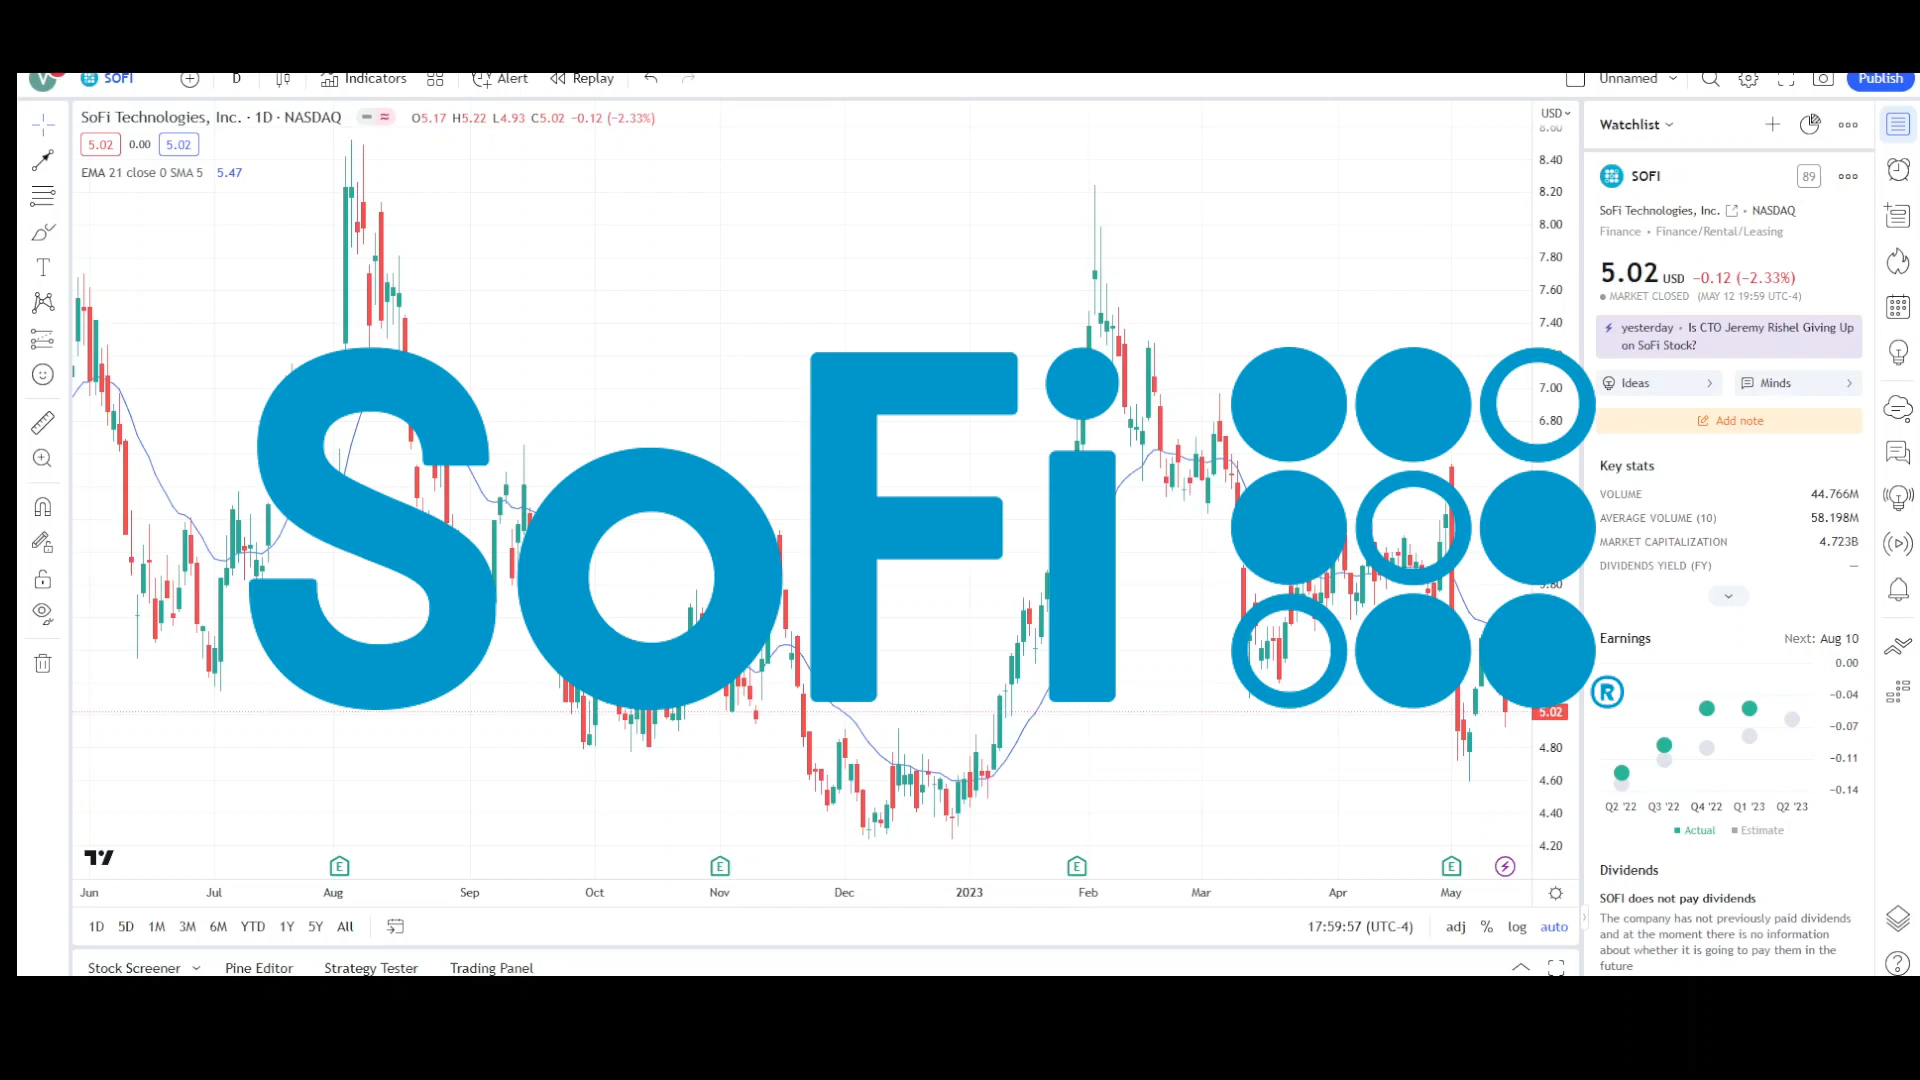 SOFI
D
Indicators
Alert
Replay
Unnamed
Publish
SoFi Technologies, Inc. · 1D · NASDAQ
O5.17 H5.22 L4.93 C5.02 −0.12 (−2.33%)
5.02 0.00 5.02
EMA 21 close 0 SMA 5 5.47
USD
8.60
8.40
8.20
8.00
7.80
7.60
7.40
7.00
6.80
5.80
5.02
4.80
4.60
4.40
4.20
SoFi
®
E
E
E
E
Jun Jul Aug Sep Oct Nov Dec 2023 Feb Mar Apr May
1D 5D 1M 3M 6M YTD 1Y 5Y All
17:59:57 (UTC-4) adj % log auto
Stock Screener Pine Editor Strategy Tester Trading Panel
Watchlist
SOFI
89
SoFi Technologies, Inc. • NASDAQ
Finance • Finance/Rental/Leasing
5.02 USD −0.12 (−2.33%)
MARKET CLOSED (MAY 12 19:59 UTC-4)
yesterday • Is CTO Jeremy Rishel Giving Up
on SoFi Stock?
Ideas
Minds
Add note
Key stats
VOLUME 44.766M
AVERAGE VOLUME (10) 58.198M
MARKET CAPITALIZATION 4.723B
DIVIDENDS YIELD (FY) —
Earnings Next: Aug 10
0.00
−0.04
−0.07
−0.11
−0.14
Q2 '22 Q3 '22 Q4 '22 Q1 '23 Q2 '23
Actual Estimate
Dividends
SOFI does not pay dividends
The company has not previously paid dividends
and at the moment there is no information
about whether it is going to pay them in the
future